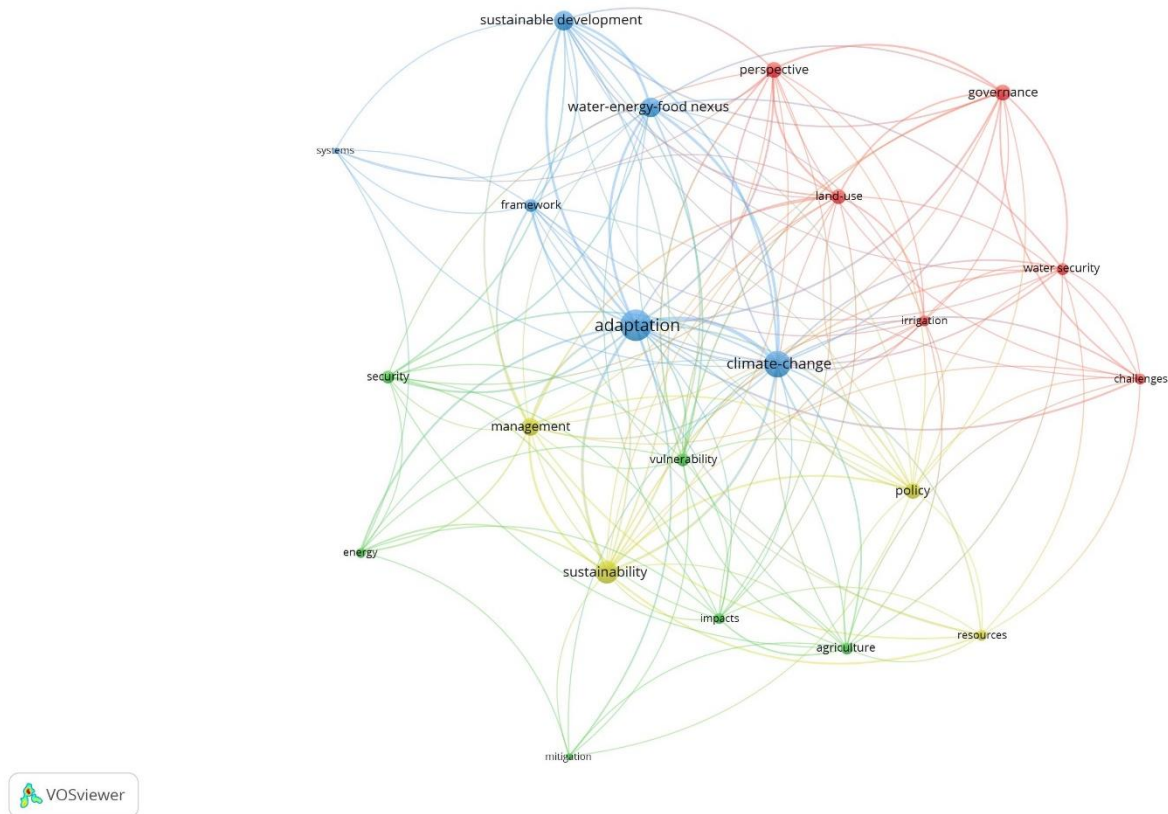 sustainable development
perspective
governance
water-energy-food nexus
systems
land-use
framework
water security
irrigation
adaptation
climate-change
security
challenges
management
vulnerability
policy
energy
sustainability
impacts
resources
agriculture
mitigation
VOSviewer